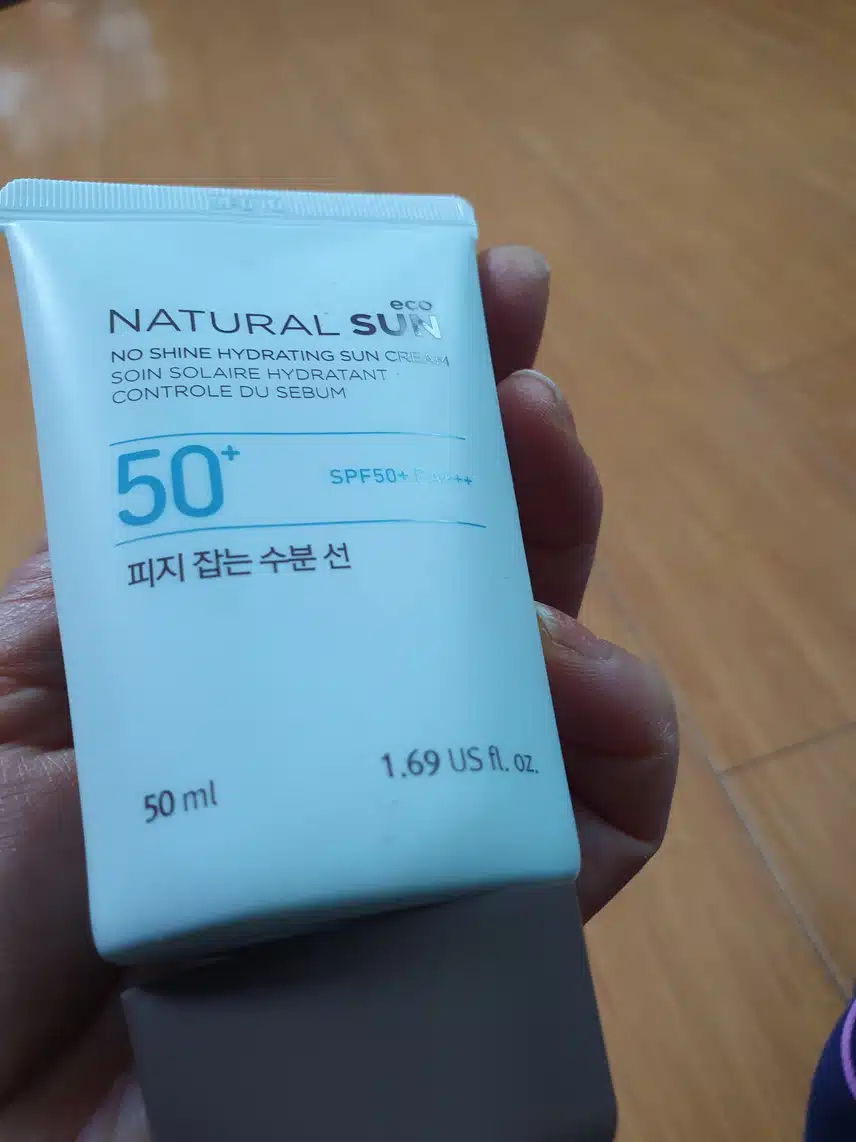 eco
NATURAL SUN
NO SHINE HYDRATING SUN CREAM
SOIN SOLAIRE HYDRATANT
CONTROLE DU SEBUM
50+
SPF50+
피지 잡는 수분 선
50 ml
1.69 US fl. oz.